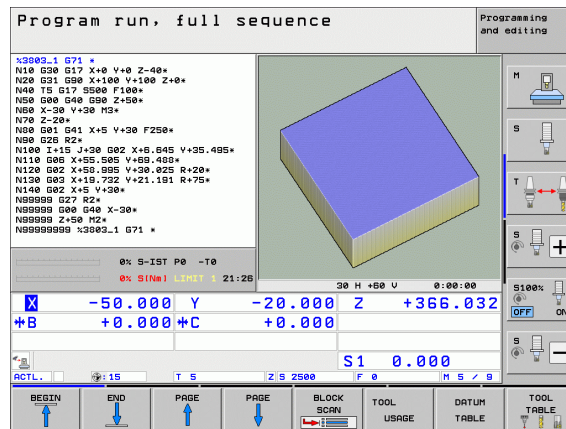 Program run, full sequence
Programming
and editing
%3803_1 G71 *
N10 G30 G17 X+0 Y+0 Z-40*
N20 G31 G90 X+100 Y+100 Z+0*
N40 T5 G17 S500 F100*
N50 G00 G40 G90 Z+50*
N60 X-30 Y+30 M3*
N70 Z-20*
N80 G01 G41 X+5 Y+30 F250*
N90 G26 R2*
N100 I+15 J+30 G02 X+6.645 Y+35.495*
N110 G06 X+55.505 Y+69.488*
N120 G02 X+58.995 Y+30.025 R+20*
N130 G03 X+19.732 Y+21.191 R+75*
N140 G02 X+5 Y+30*
N99999 G27 R2*
N99999 G00 G40 X-30*
N99999 Z+50 M2*
N99999999 %3803_1 G71 *
0% S-IST P0 -T0
0% S[Nm] LIMIT 1 21:26
30 H +60 V 0:00:00
X -50.000 Y -20.000 Z +366.032
B +0.000 C +0.000
S1 0.000
ACTL. : 15 T 5 Z S 2500 F 0 M 5 / 9
M
S
T
S +
S100%
OFF ON
S -
BEGIN
END
PAGE
PAGE
BLOCK
SCAN
TOOL
USAGE
DATUM
TABLE
TOOL
TABLE